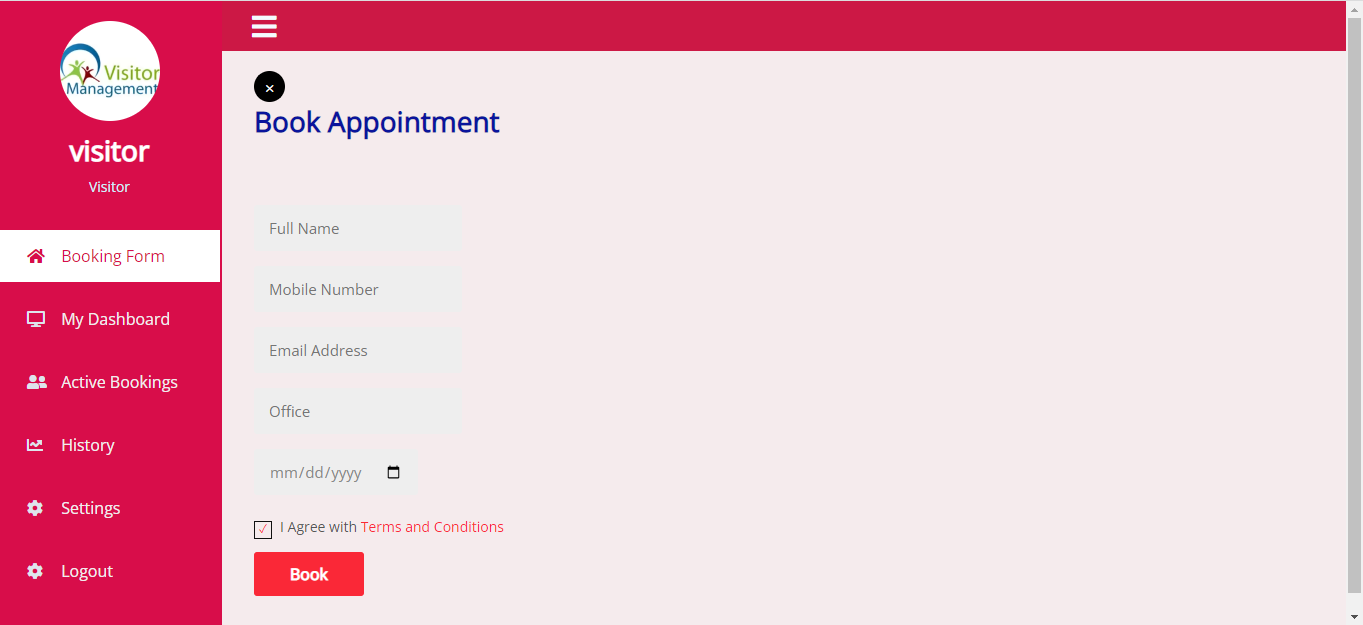 Visitor
Management
visitor
Visitor
Booking Form
My Dashboard
Active Bookings
History
Settings
Logout
×
Book Appointment
Full Name
Mobile Number
Email Address
Office
mm/dd/yyyy
I Agree with Terms and Conditions
Book